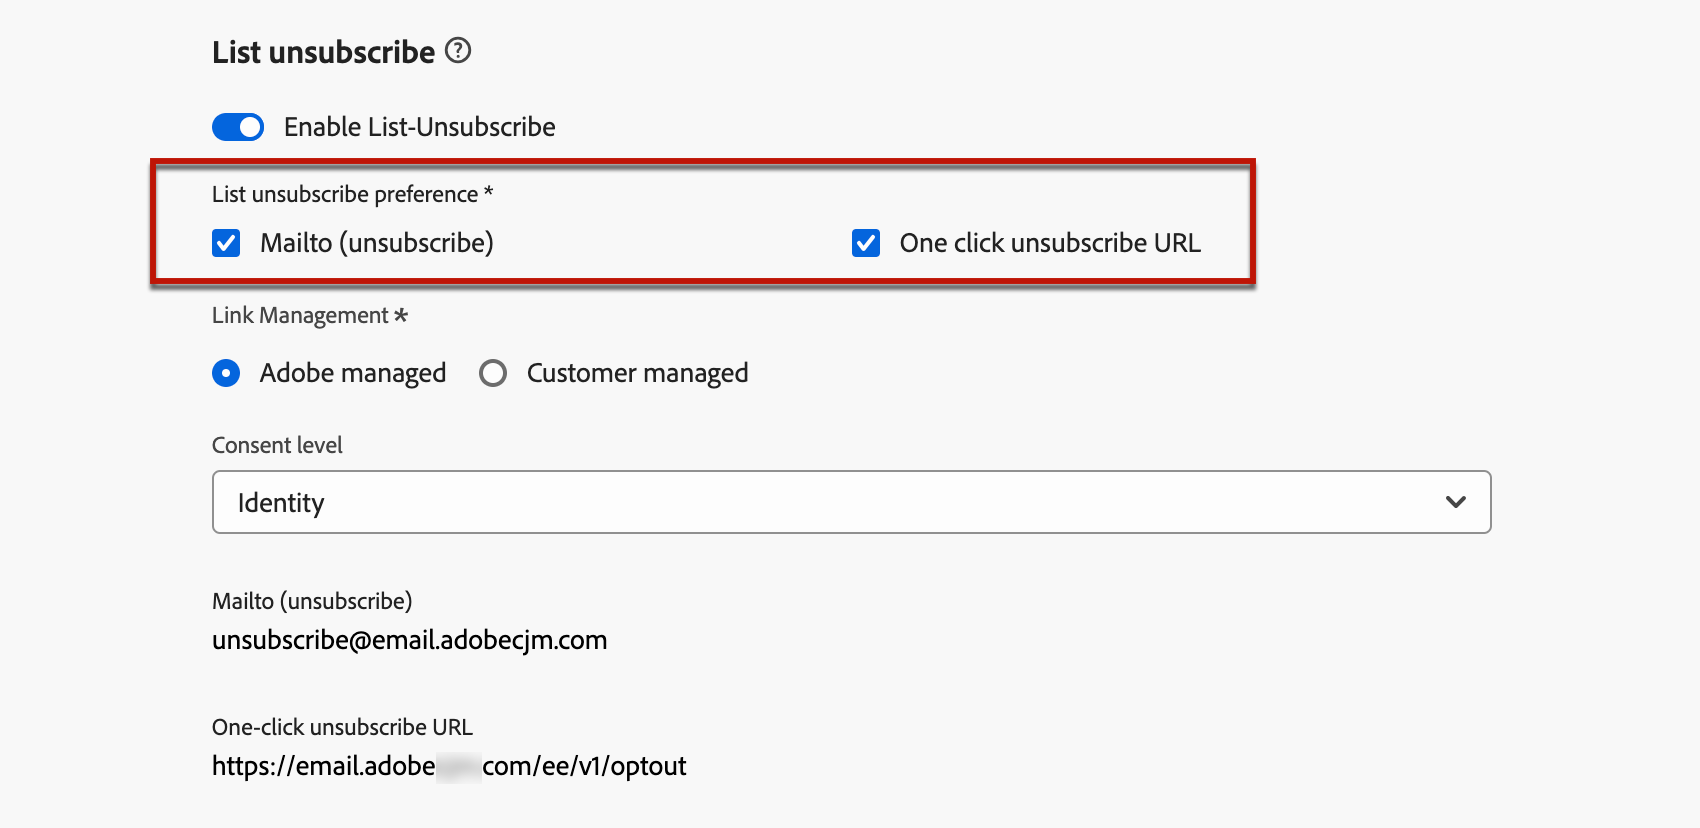 List unsubscribe ?
Enable List-Unsubscribe
List unsubscribe preference *
Mailto (unsubscribe) One click unsubscribe URL
Link Management *
Adobe managed Customer managed
Consent level
Identity
Mailto (unsubscribe)
unsubscribe@email.adobecjm.com
One-click unsubscribe URL
https://email.adobe com/ee/v1/optout